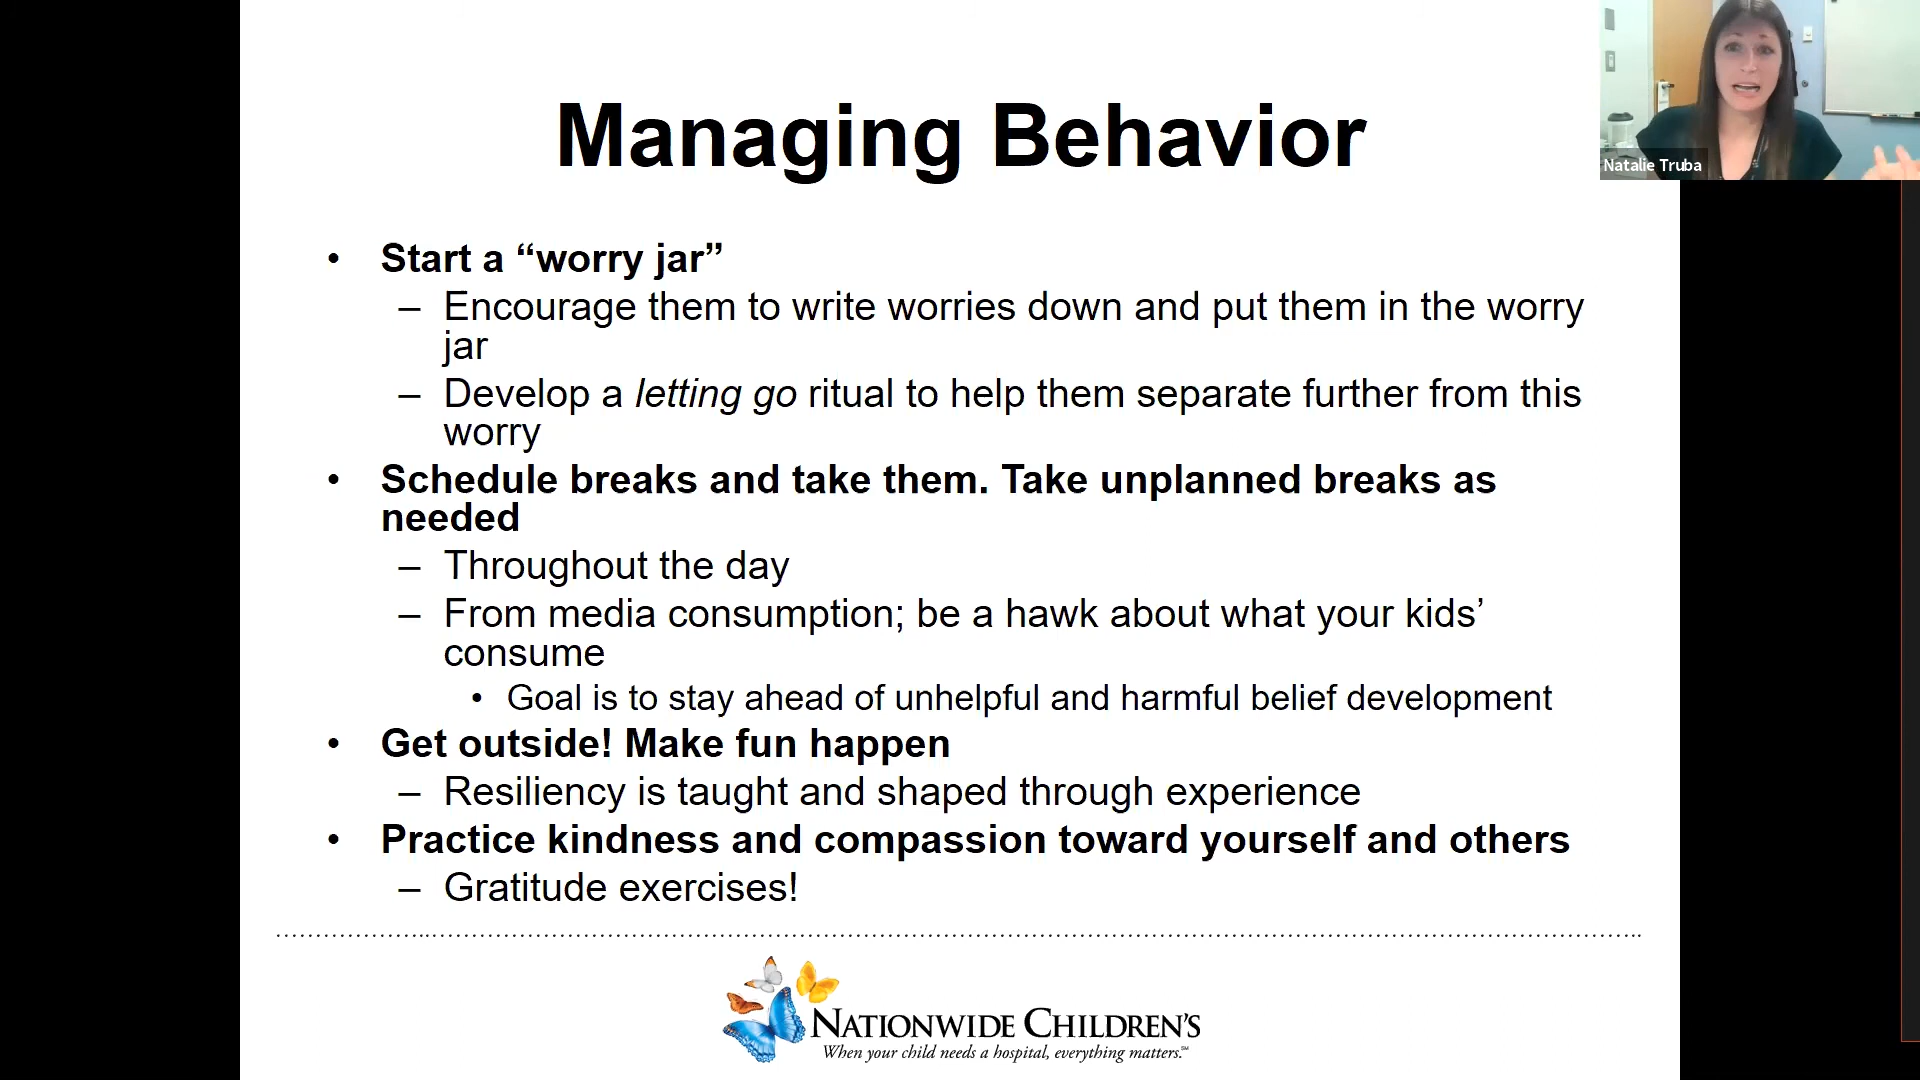 Managing Behavior
Natalie Truba
• Start a “worry jar”
– Encourage them to write worries down and put them in the worry
jar
– Develop a letting go ritual to help them separate further from this
worry
• Schedule breaks and take them. Take unplanned breaks as
needed
– Throughout the day
– From media consumption; be a hawk about what your kids’
consume
• Goal is to stay ahead of unhelpful and harmful belief development
• Get outside! Make fun happen
– Resiliency is taught and shaped through experience
• Practice kindness and compassion toward yourself and others
– Gratitude exercises!
NATIONWIDE CHILDREN'S
When your child needs a hospital, everything matters.℠